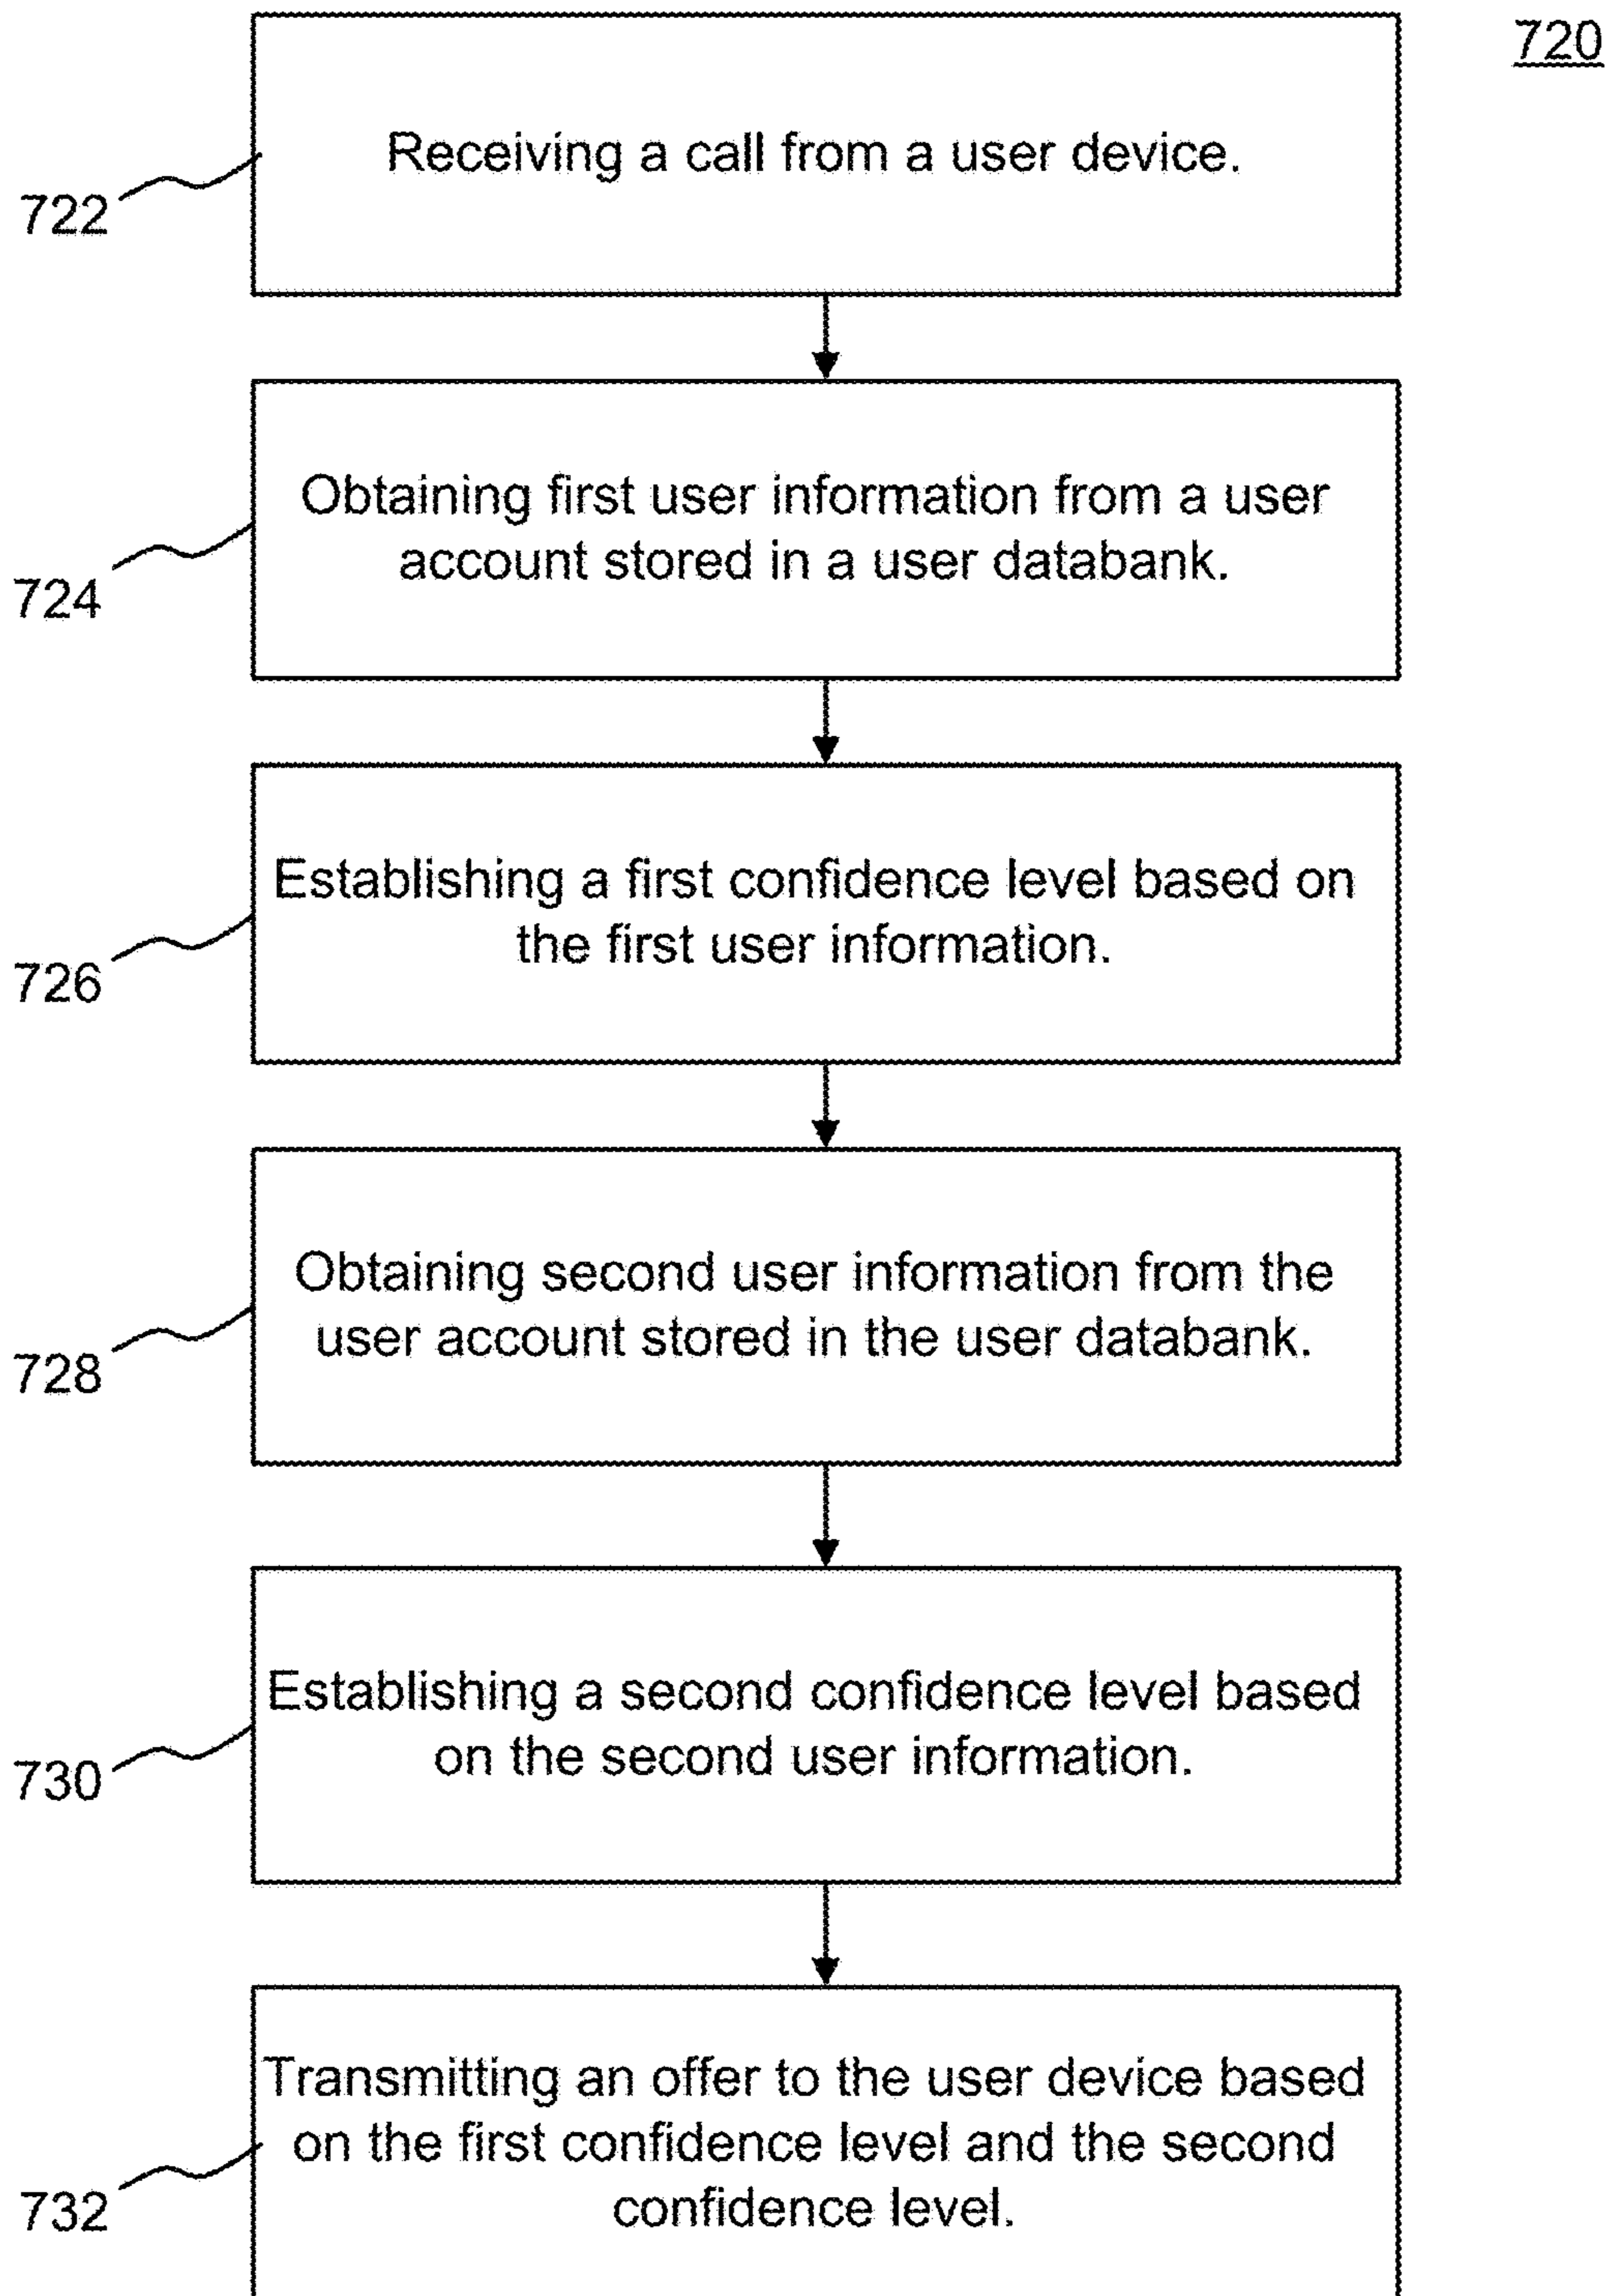 720
Receiving a call from a user device.
722
Obtaining first user information from a user
account stored in a user databank.
724
Establishing a first confidence level based on
the first user information.
726
Obtaining second user information from the
user account stored in the user databank.
728
Establishing a second confidence level based
on the second user information.
730
Transmitting an offer to the user device based
on the first confidence level and the second
confidence level.
732